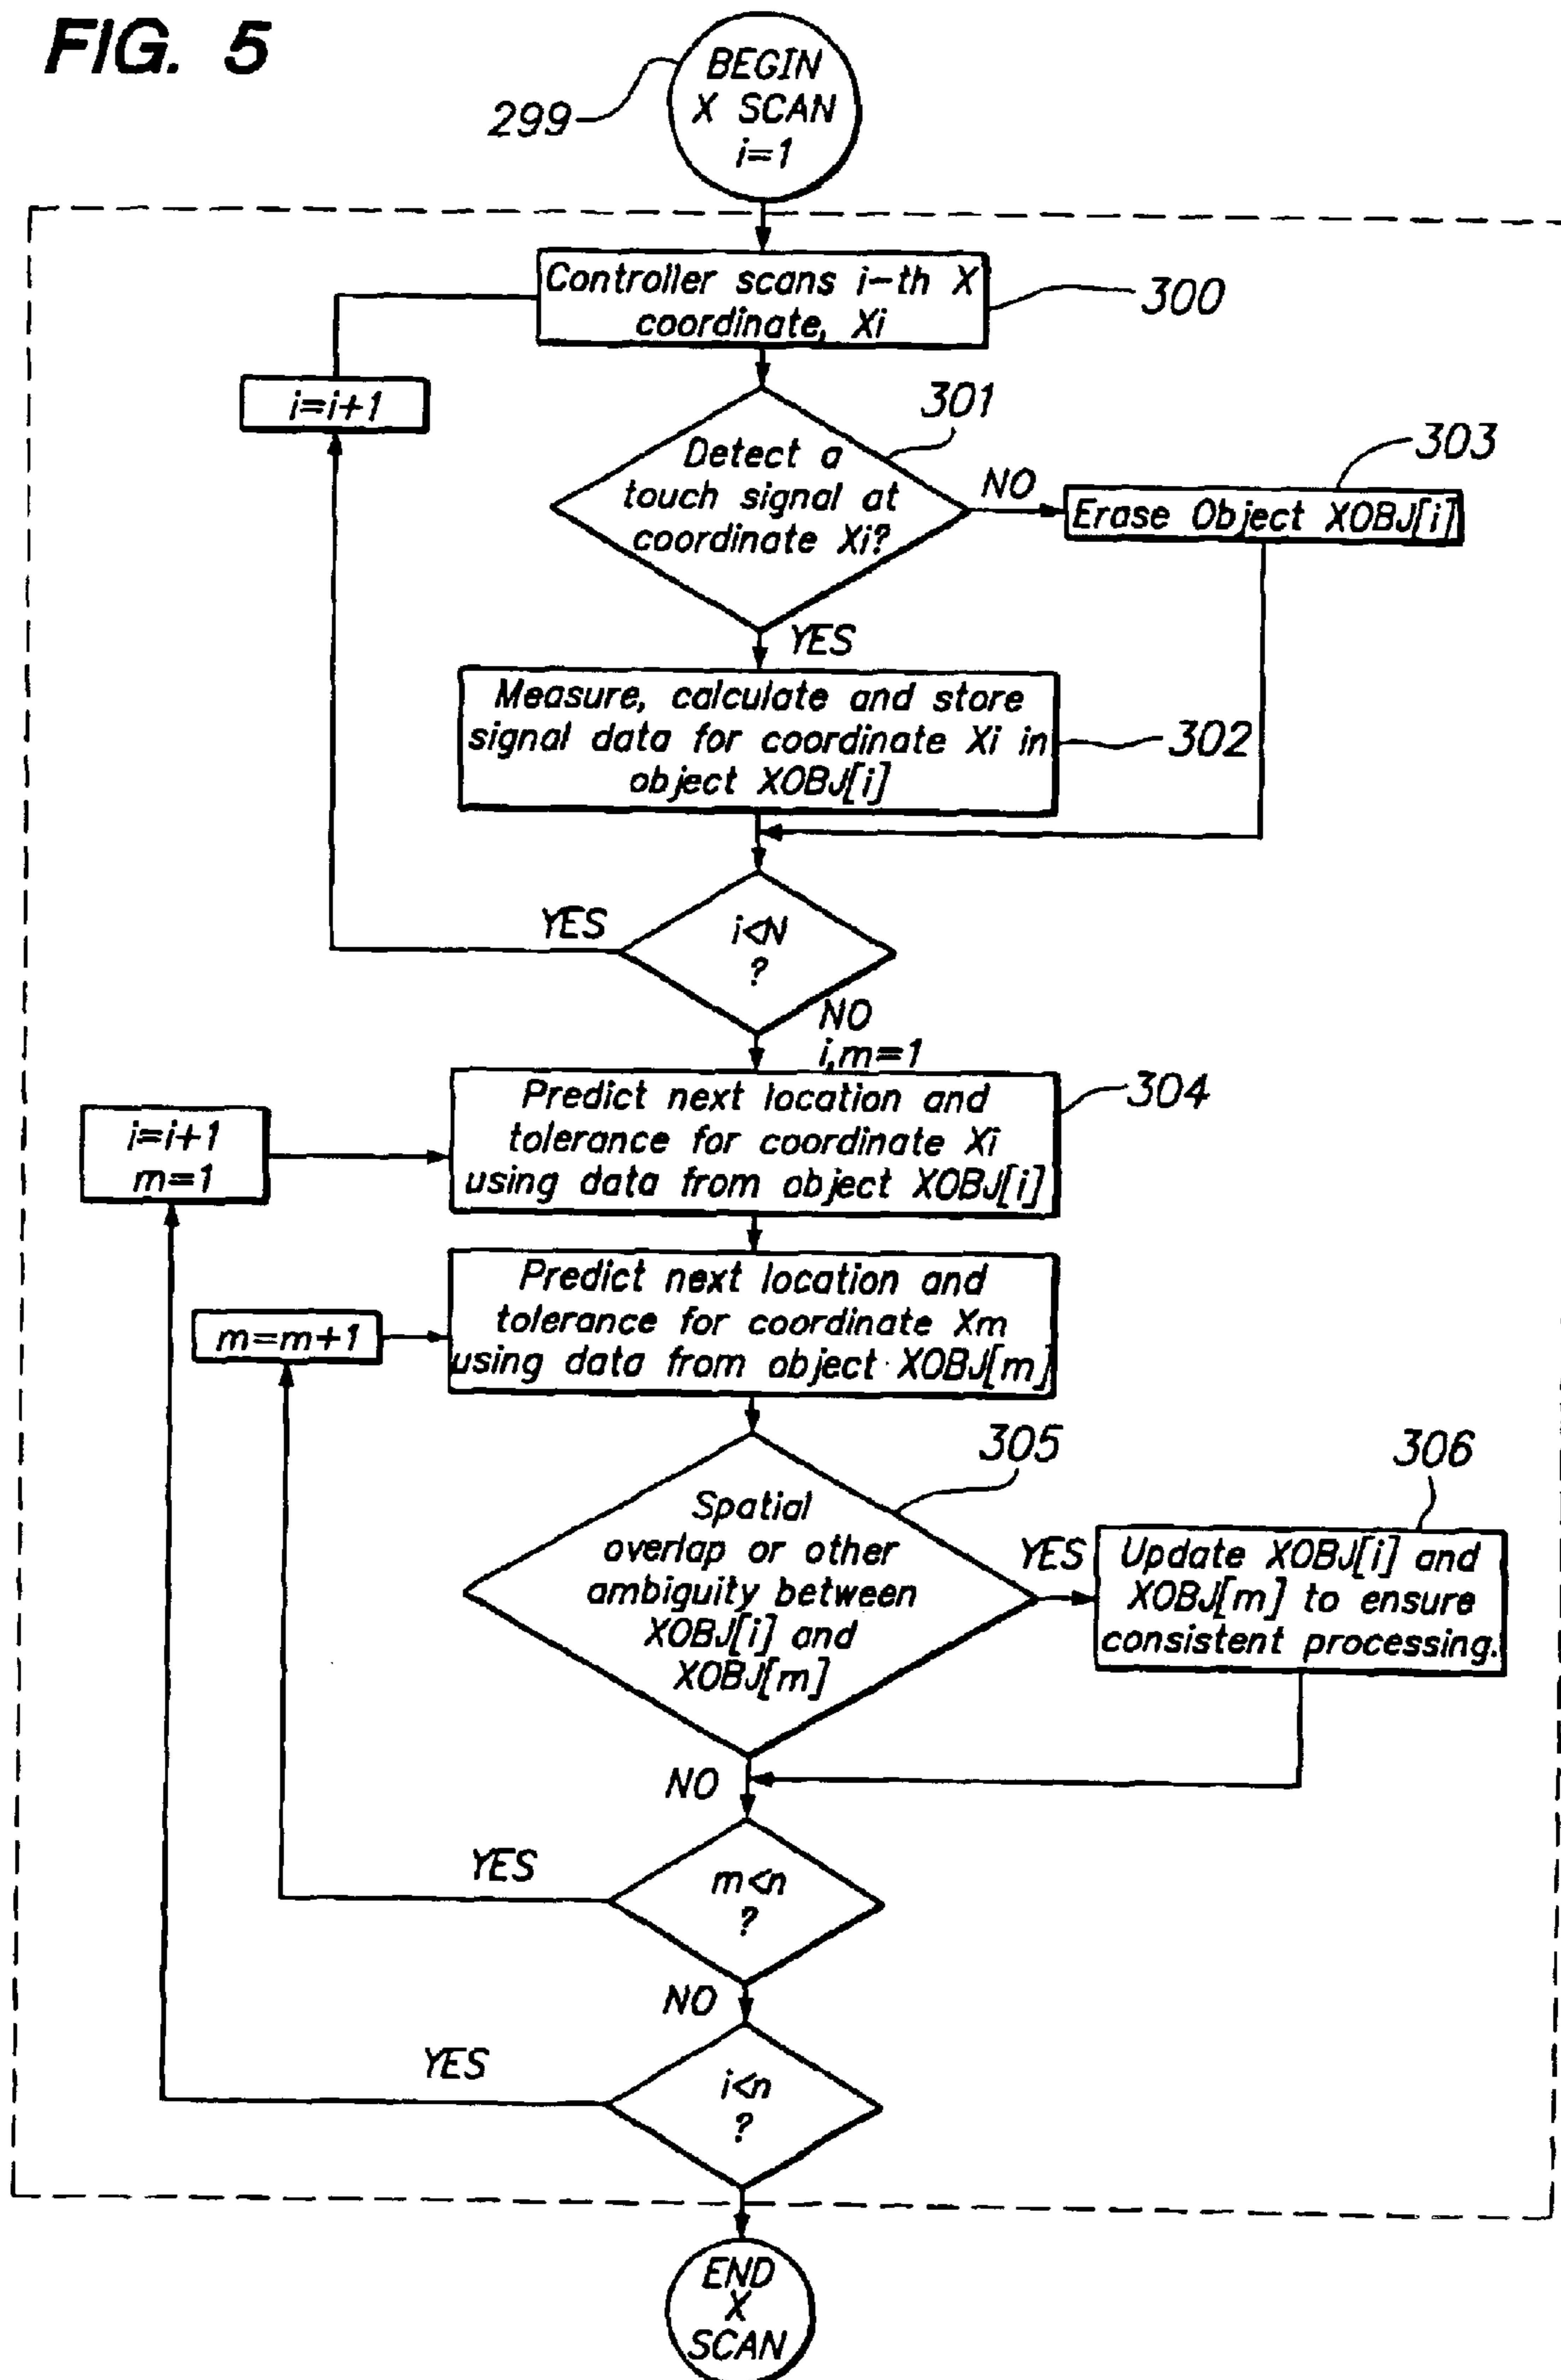 FIG. 5
BEGIN
X SCAN
i=1
299
Controller scans i-th X
coordinate, Xi
300
i=i+1
301
Detect a
touch signal at
coordinate Xi?
NO
303
Erase Object XOBJ[i]
YES
Measure, calculate and store
signal data for coordinate Xi in
object XOBJ[i]
302
YES
i<N
?
NO
i,m=1
Predict next location and
tolerance for coordinate Xi
using data from object XOBJ[i]
304
i=i+1
m=1
Predict next location and
tolerance for coordinate Xm
using data from object XOBJ[m]
m=m+1
305
306
Spatial
overlap or other
ambiguity between
XOBJ[i] and
XOBJ[m]
YES
Update XOBJ[i] and
XOBJ[m] to ensure
consistent processing.
NO
YES
m<n
?
NO
YES
i<n
?
END
X
SCAN